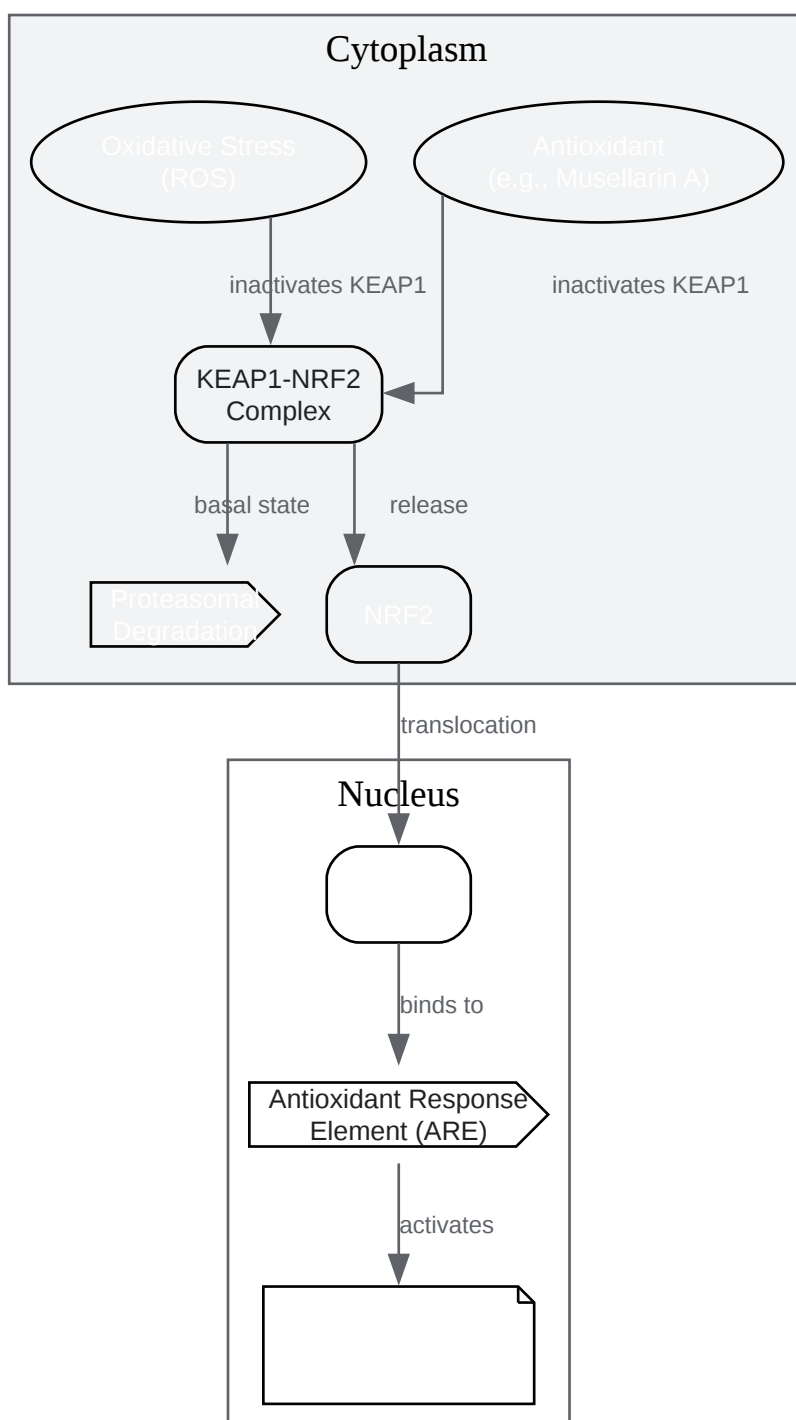 Cytoplasm
Oxidative Stress
(ROS)
Antioxidant
(e.g., Musellarin A)
inactivates KEAP1
inactivates KEAP1
KEAP1-NRF2
Complex
basal state
release
Proteasomal
Degradation
NRF2
translocation
Nucleus
binds to
Antioxidant Response
Element (ARE)
activates